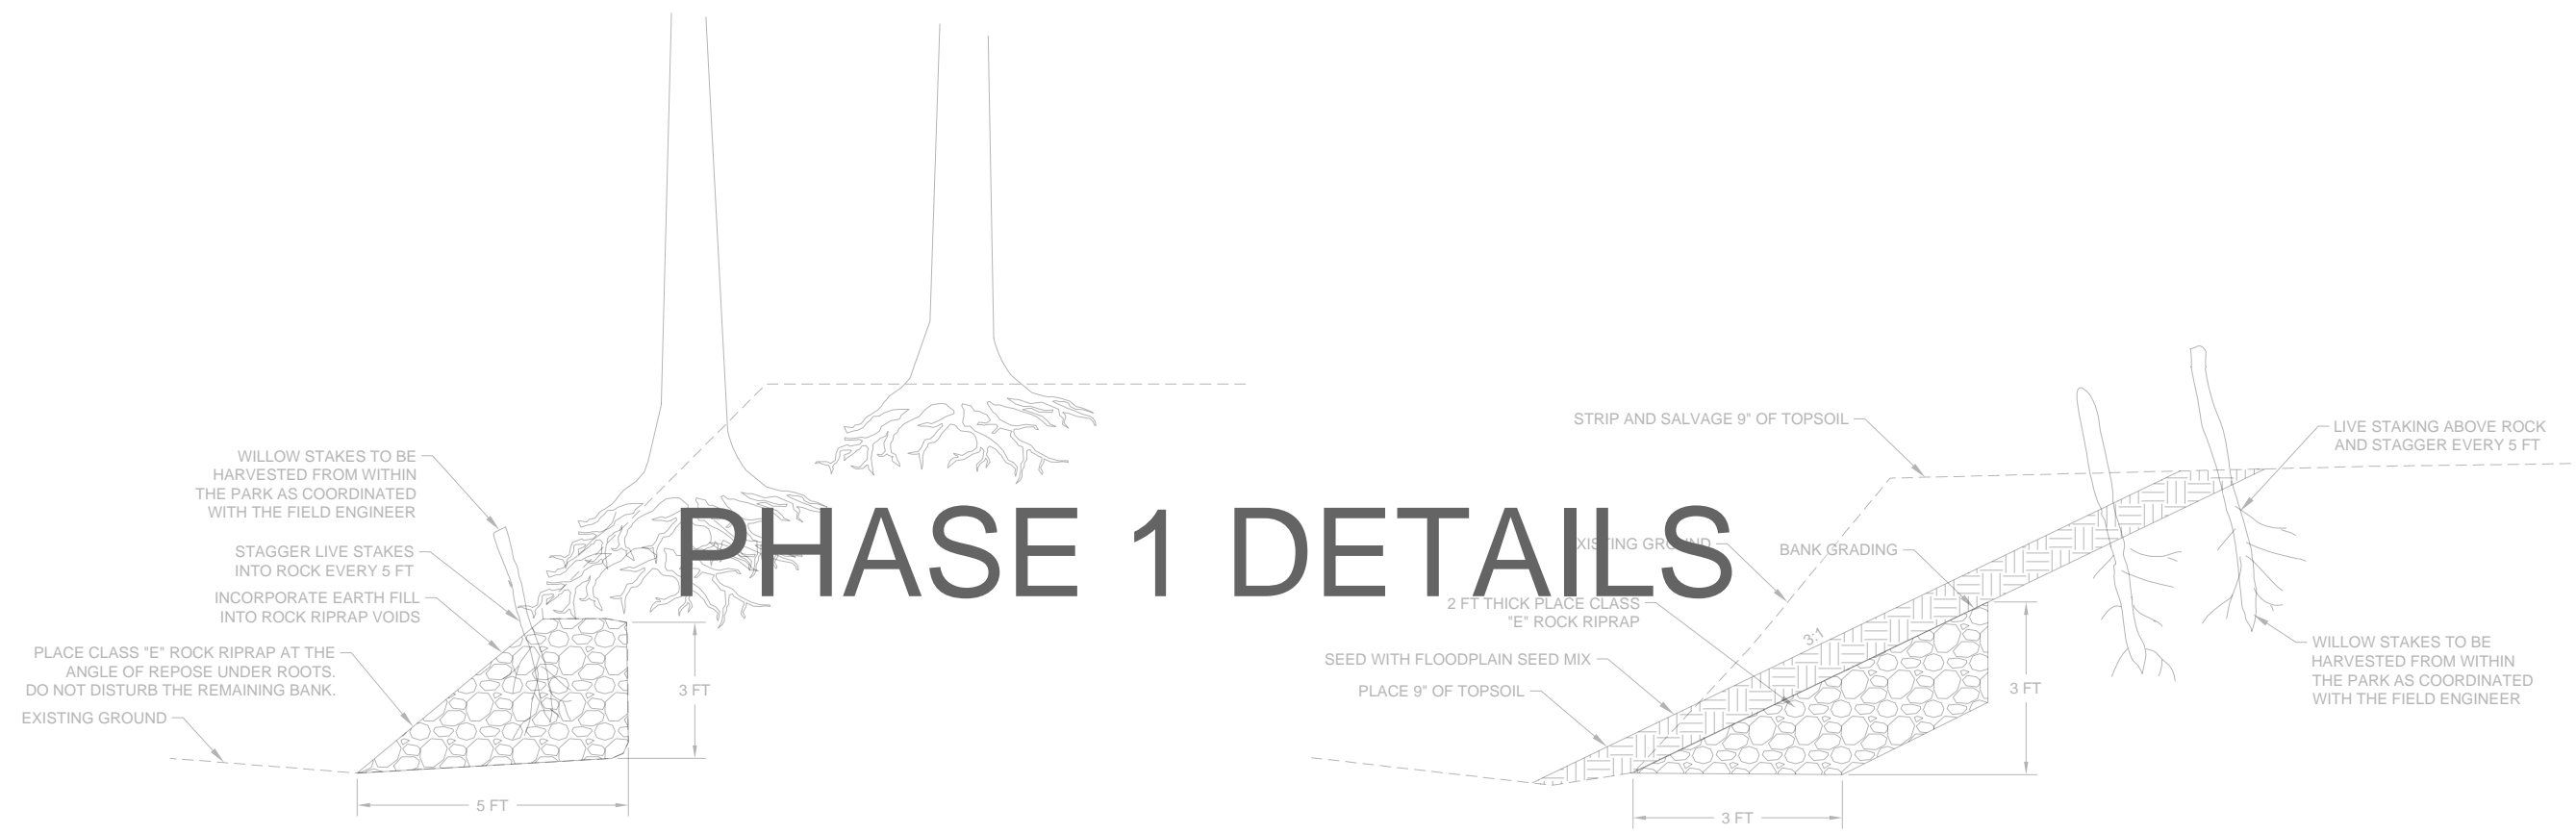 WILLOW STAKES TO BE
HARVESTED FROM WITHIN
THE PARK AS COORDINATED
WITH THE FIELD ENGINEER
STAGGER LIVE STAKES
INTO ROCK EVERY 5 FT
INCORPORATE EARTH FILL
INTO ROCK RIPRAP VOIDS
PLACE CLASS "E" ROCK RIPRAP AT THE
ANGLE OF REPOSE UNDER ROOTS.
DO NOT DISTURB THE REMAINING BANK.
EXISTING GROUND
3 FT
5 FT
PHASE 1 DETAILS
STRIP AND SALVAGE 9" OF TOPSOIL
XISTING GROUND
BANK GRADING
2 FT THICK PLACE CLASS
"E" ROCK RIPRAP
3:1
SEED WITH FLOODPLAIN SEED MIX
PLACE 9" OF TOPSOIL
3 FT
3 FT
LIVE STAKING ABOVE ROCK
AND STAGGER EVERY 5 FT
WILLOW STAKES TO BE
HARVESTED FROM WITHIN
THE PARK AS COORDINATED
WITH THE FIELD ENGINEER